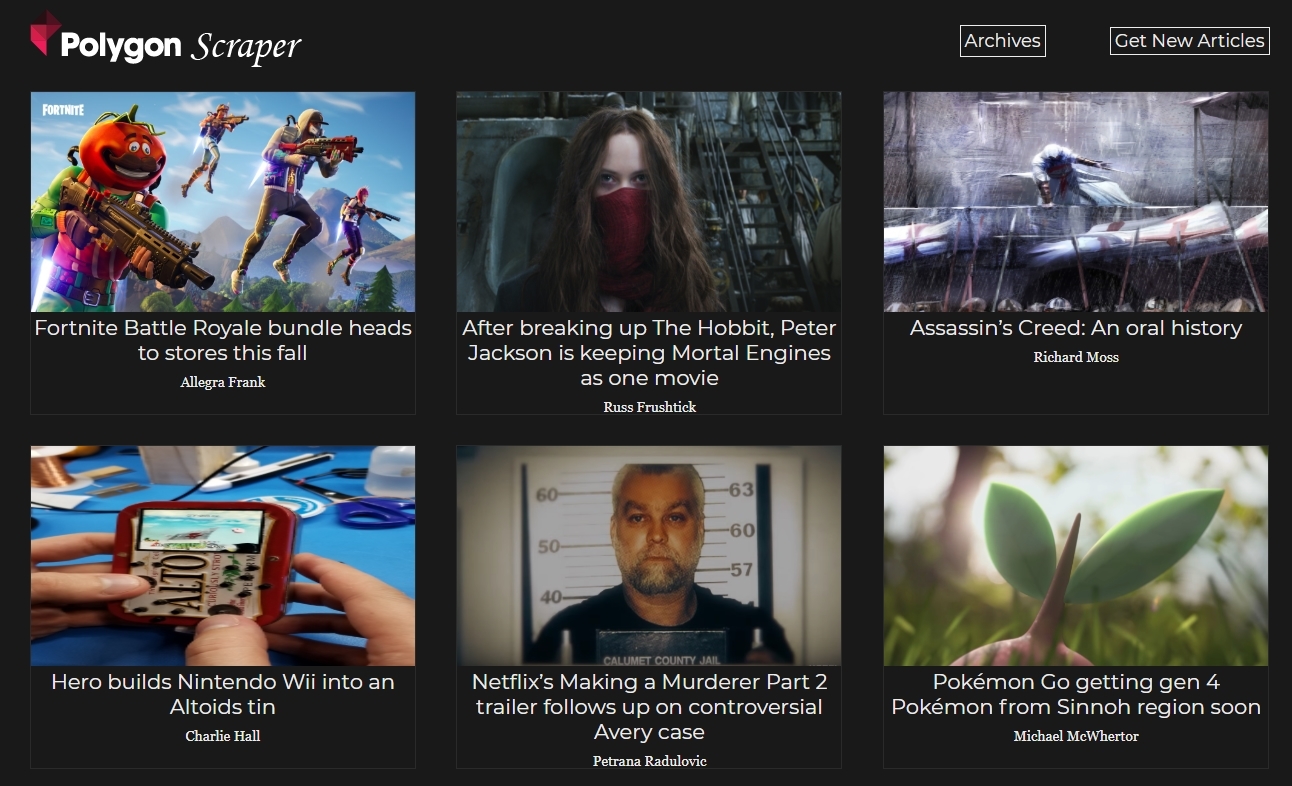 Polygon Scraper
Archives
Get New Articles
FORTNITE
Fortnite Battle Royale bundle heads
to stores this fall
Allegra Frank
After breaking up The Hobbit, Peter
Jackson is keeping Mortal Engines
as one movie
Russ Frushtick
Assassin’s Creed: An oral history
Richard Moss
ALTO
Hero builds Nintendo Wii into an
Altoids tin
Charlie Hall
60
50
40
63
60
57
CALUMET COUNTY JAIL
Netflix’s Making a Murderer Part 2
trailer follows up on controversial
Avery case
Petrana Radulovic
Pokémon Go getting gen 4
Pokémon from Sinnoh region soon
Michael McWhertor